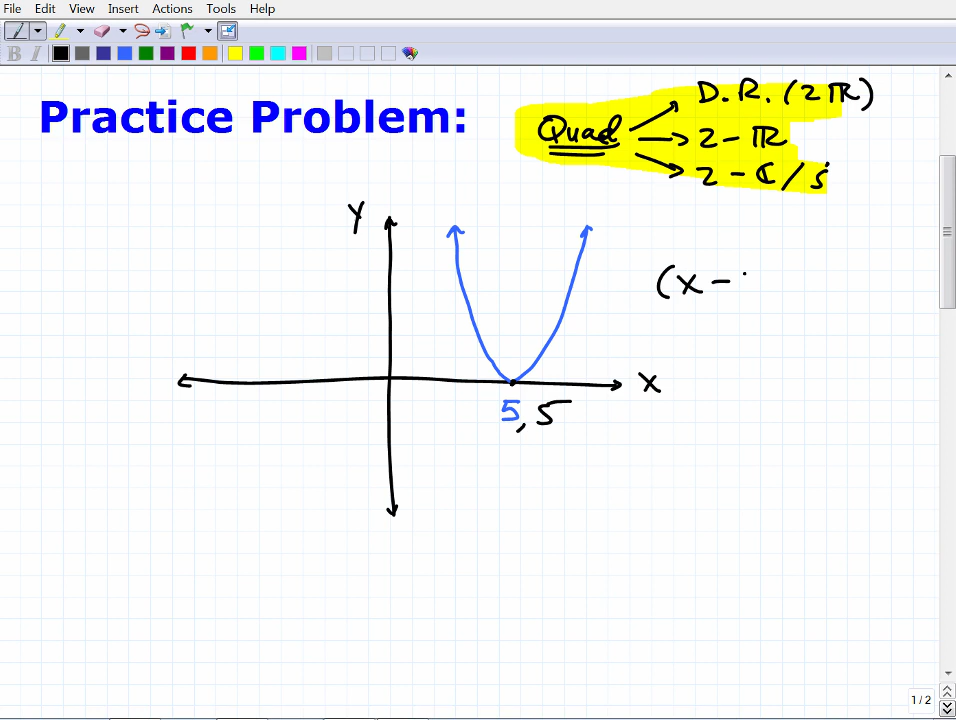 File Edit View Insert Actions Tools Help
B I
Practice Problem:
Quad
D.R. (2 ℝ)
2 - ℝ
2 - ℂ / i
Y
(x -
X
5, 5
1 / 2